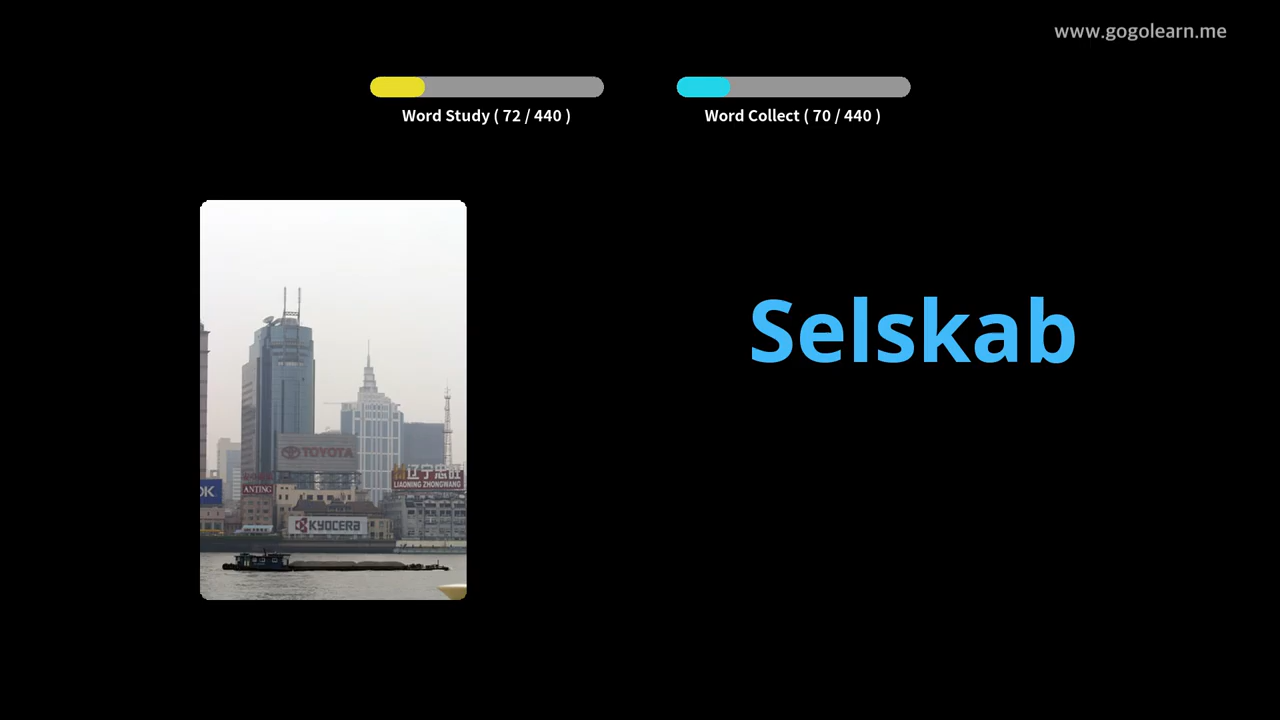 www.gogolearn.me
Word Study ( 72 / 440 )
Word Collect ( 70 / 440 )
Selskab
TOYOTA
辽宁忠旺
LIAONING ZHONGWANG
OK
ANTING
KYOCERA